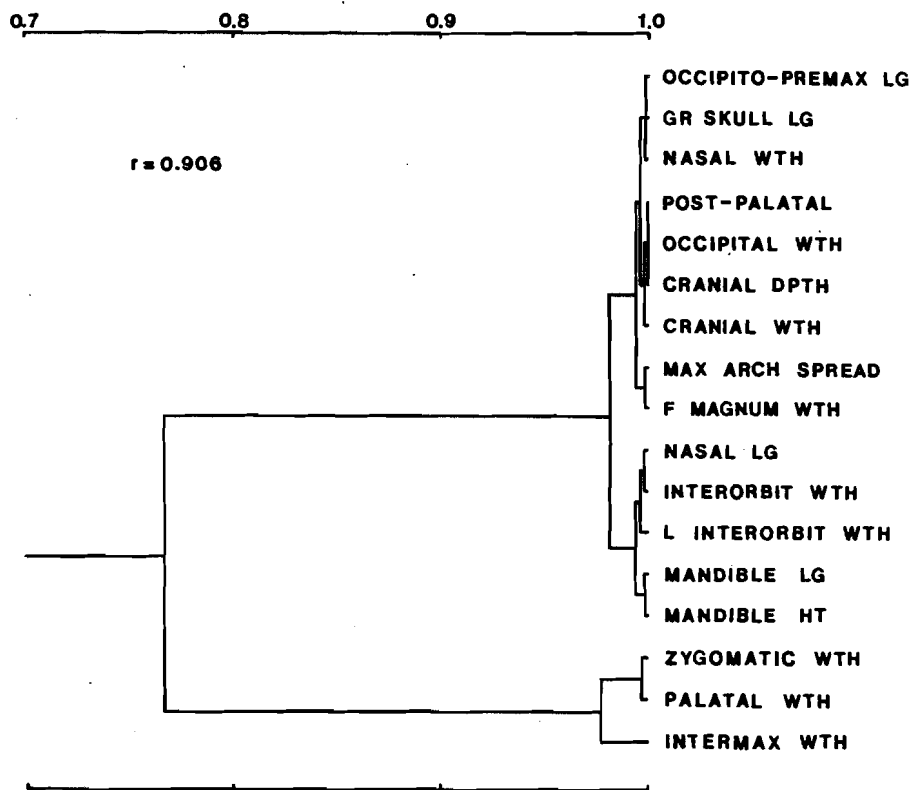 0.7 0.8 0.9 1.0
OCCIPITO-PREMAX LG
GR SKULL LG
r=0.906
NASAL WTH
POST-PALATAL
OCCIPITAL WTH
CRANIAL DPTH
CRANIAL WTH
MAX ARCH SPREAD
F MAGNUM WTH
NASAL LG
INTERORBIT WTH
L INTERORBIT WTH
MANDIBLE LG
MANDIBLE HT
ZYGOMATIC WTH
PALATAL WTH
INTERMAX WTH